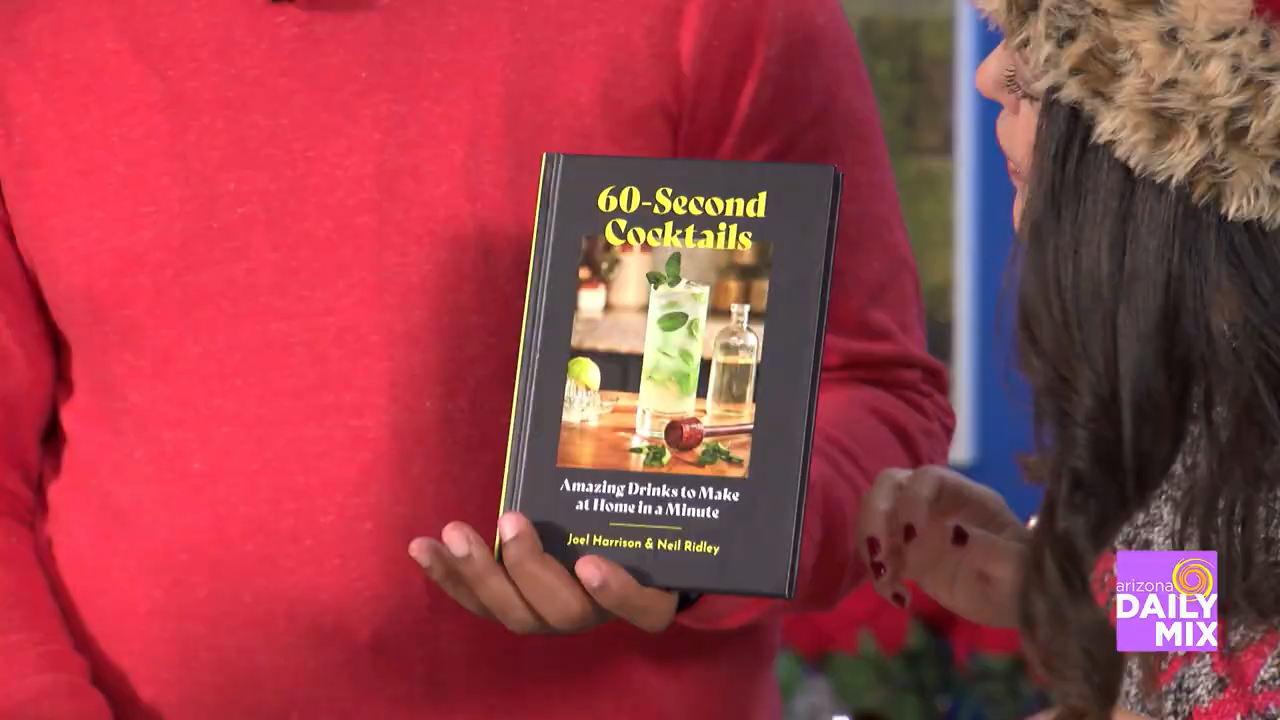 60-Second
Cocktails
Amazing Drinks to Make
at Home in a Minute
Joel Harrison & Neil Ridley
arizona
DAILY
MIX